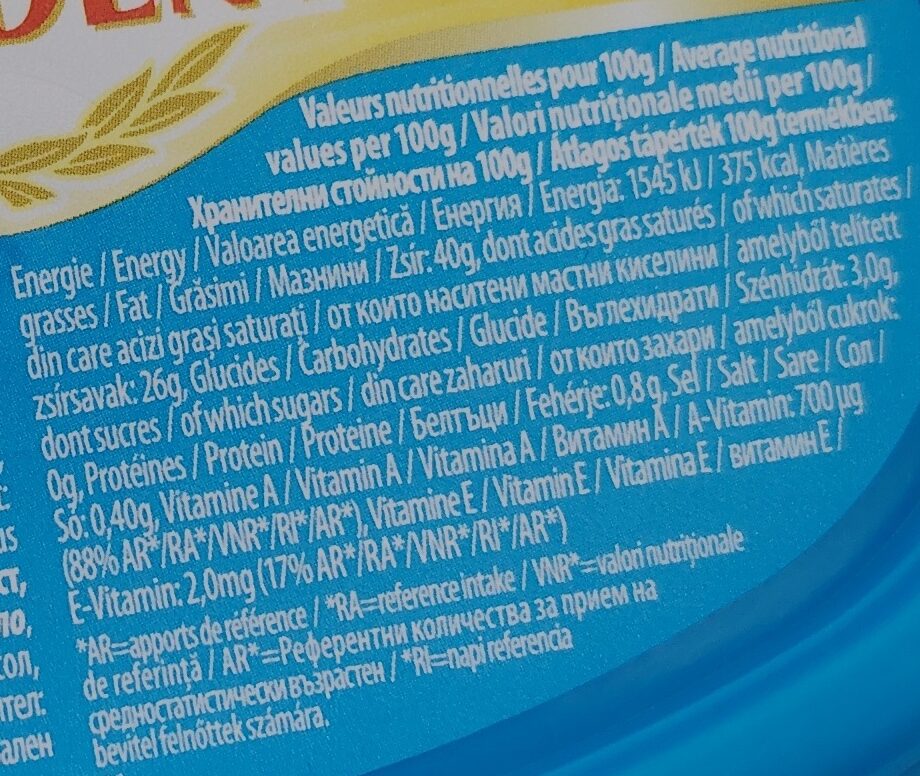 Valeurs nutritionnelles pour 100g / Average nutritional
values per 100g / Valori nutriționale medii per 100g /
Хранителни стойности на 100g / Átlagos tápérték 100g termékben:
Energie / Energy / Valoarea energetică / Енергия / Energia: 1545 kJ / 375 kcal, Matières
grasses / Fat / Grăsimi / Мазнини / Zsír: 40g, dont acides gras saturés / of which saturates /
din care acizi grași saturați / от които наситени мастни киселини / amelyből telített
zsírsavak: 26g, Glucides / Carbohydrates / Glucide / Въглехидрати / Szénhidrát: 3,0g,
dont sucres / of which sugars / din care zaharuri / от които захари / amelyből cukrok:
0g, Protéines / Protein / Proteine / Белтъци / Fehérje: 0,8 g, Sel / Salt / Sare / Сол /
Só: 0,40g, Vitamine A / Vitamin A / Vitamina A / Витамин A / A-Vitamin: 700 µg
(88% AR*/RA*/VNR*/RI*/AR*), Vitamine E / Vitamin E / Vitamina E / витамин E /
E-Vitamin: 2,0mg (17% AR*/RA*/VNR*/RI*/AR*)
*AR=apports de référence / *RA=reference intake / VNR*=valori nutriționale
de referință / AR*=Референтни количества за прием на
средностатистически възрастен / *RI=napi referencia
bevitel felnőttek számára.